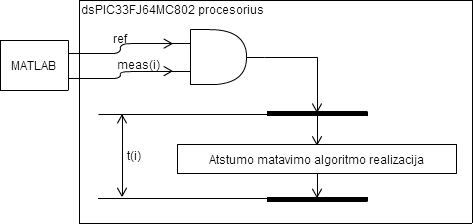 dsPIC33FJ64MC802 procesorius
ref
MATLAB
meas(i)
t(i)
Atstumo matavimo algoritmo realizacija